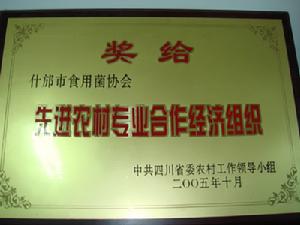 奖给
什邡市食用菌协会
先进农村专业合作经济组织
中共四川省委农村工作领导小组
二〇〇五年十月